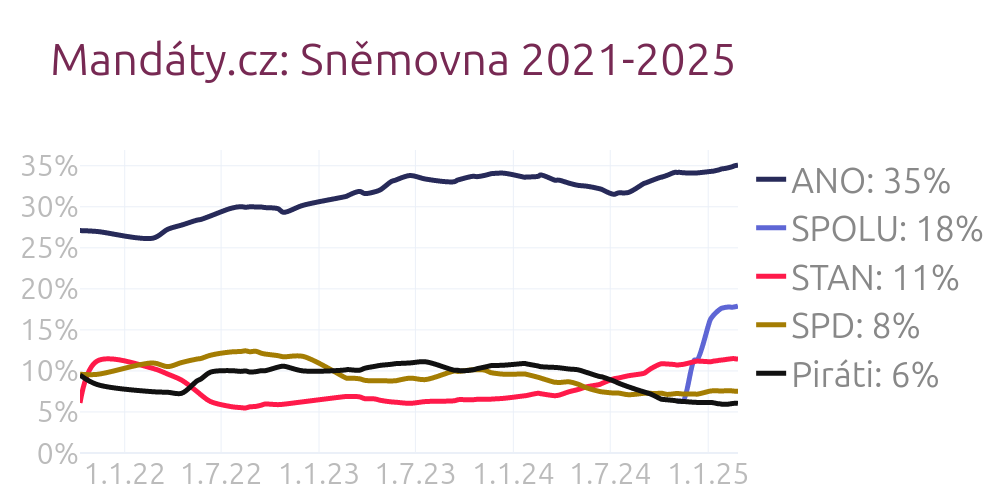 Mandáty.cz: Sněmovna 2021-2025
35%
30%
25%
20%
15%
10%
5%
0%
1.1.22 1.7.22 1.1.23 1.7.23 1.1.24 1.7.24 1.1.25
ANO: 35%
SPOLU: 18%
STAN: 11%
SPD: 8%
Piráti: 6%